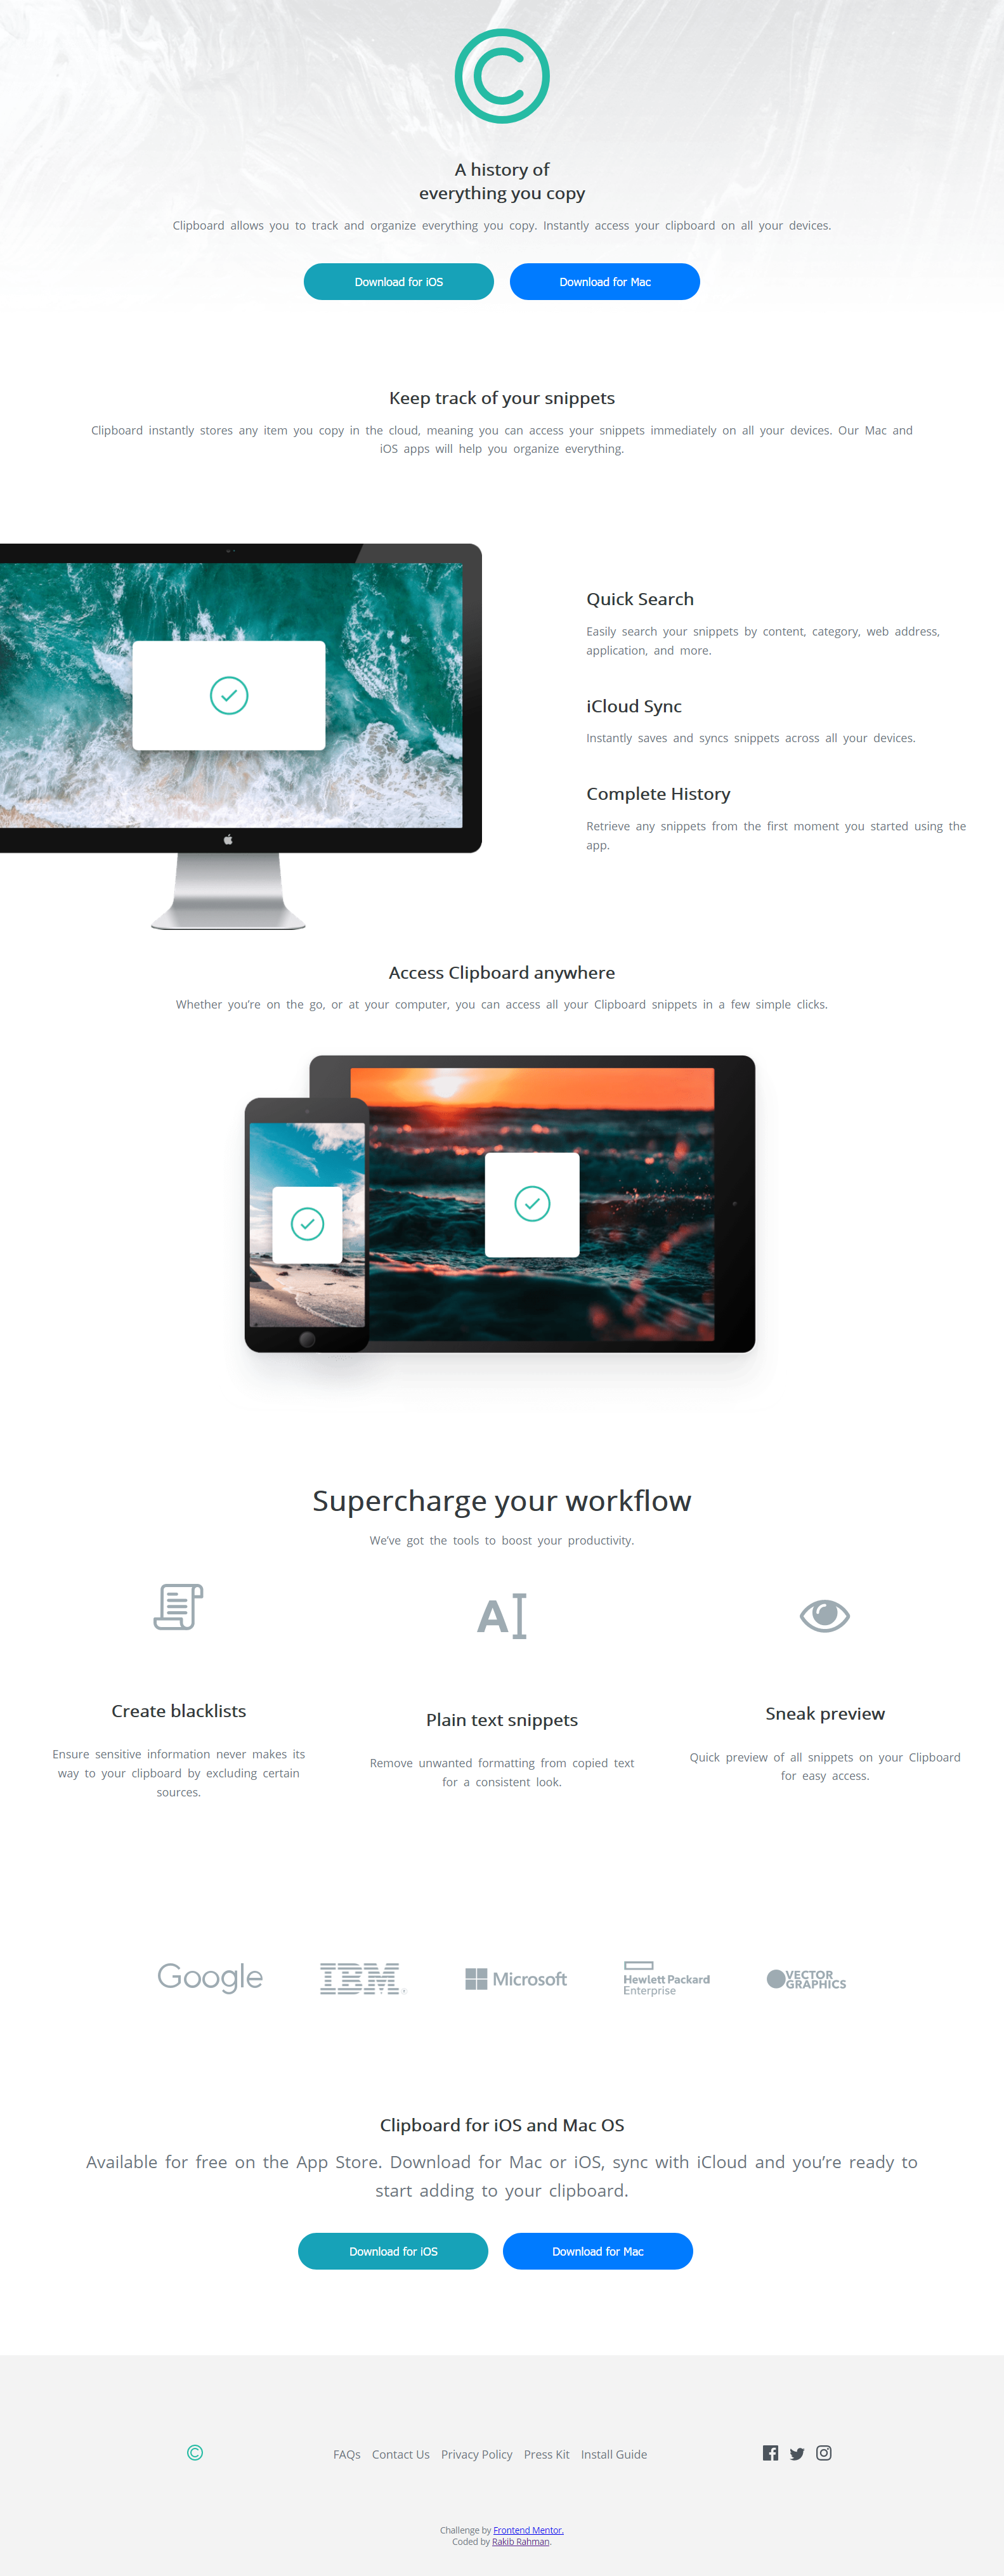 A history of
everything you copy
Clipboard allows you to track and organize everything you copy. Instantly access your clipboard on all your devices.
Download for iOS
Download for Mac
Keep track of your snippets
Clipboard instantly stores any item you copy in the cloud, meaning you can access your snippets immediately on all your devices. Our Mac and
iOS apps will help you organize everything.
Quick Search
Easily search your snippets by content, category, web address,
application, and more.
iCloud Sync
Instantly saves and syncs snippets across all your devices.
Complete History
Retrieve any snippets from the first moment you started using the
app.
Access Clipboard anywhere
Whether you're on the go, or at your computer, you can access all your Clipboard snippets in a few simple clicks.
Supercharge your workflow
We've got the tools to boost your productivity.
Create blacklists
Ensure sensitive information never makes its
way to your clipboard by excluding certain
sources.
Plain text snippets
Remove unwanted formatting from copied text
for a consistent look.
Sneak preview
Quick preview of all snippets on your Clipboard
for easy access.
Google
IBM
Microsoft
Hewlett Packard
Enterprise
VECTOR
GRAPHICS
Clipboard for iOS and Mac OS
Available for free on the App Store. Download for Mac or iOS, sync with iCloud and you're ready to
start adding to your clipboard.
Download for iOS
Download for Mac
FAQs Contact Us Privacy Policy Press Kit Install Guide
Challenge by Frontend Mentor.
Coded by Rakib Rahman.